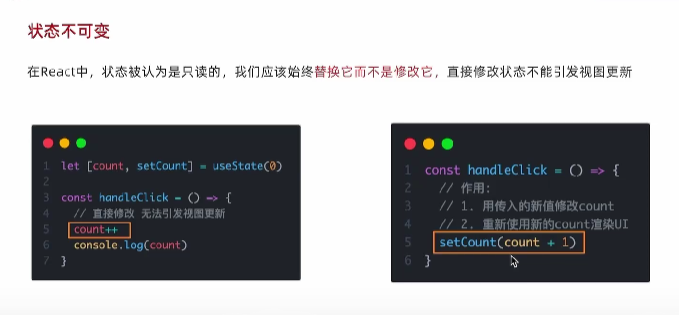 状态不可变
在React中，状态被认为是只读的，我们应该始终替换它而不是修改它，直接修改状态不能引发视图更新
1 let [count, setCount] = useState(0)
2
3 const handleClick = () => {
4 // 直接修改 无法引发视图更新
5 count++
6 console.log(count)
7 }
1 const handleClick = () => {
2 // 作用:
3 // 1. 用传入的新值修改count
4 // 2. 重新使用新的count渲染UI
5 setCount(count + 1)
6 }